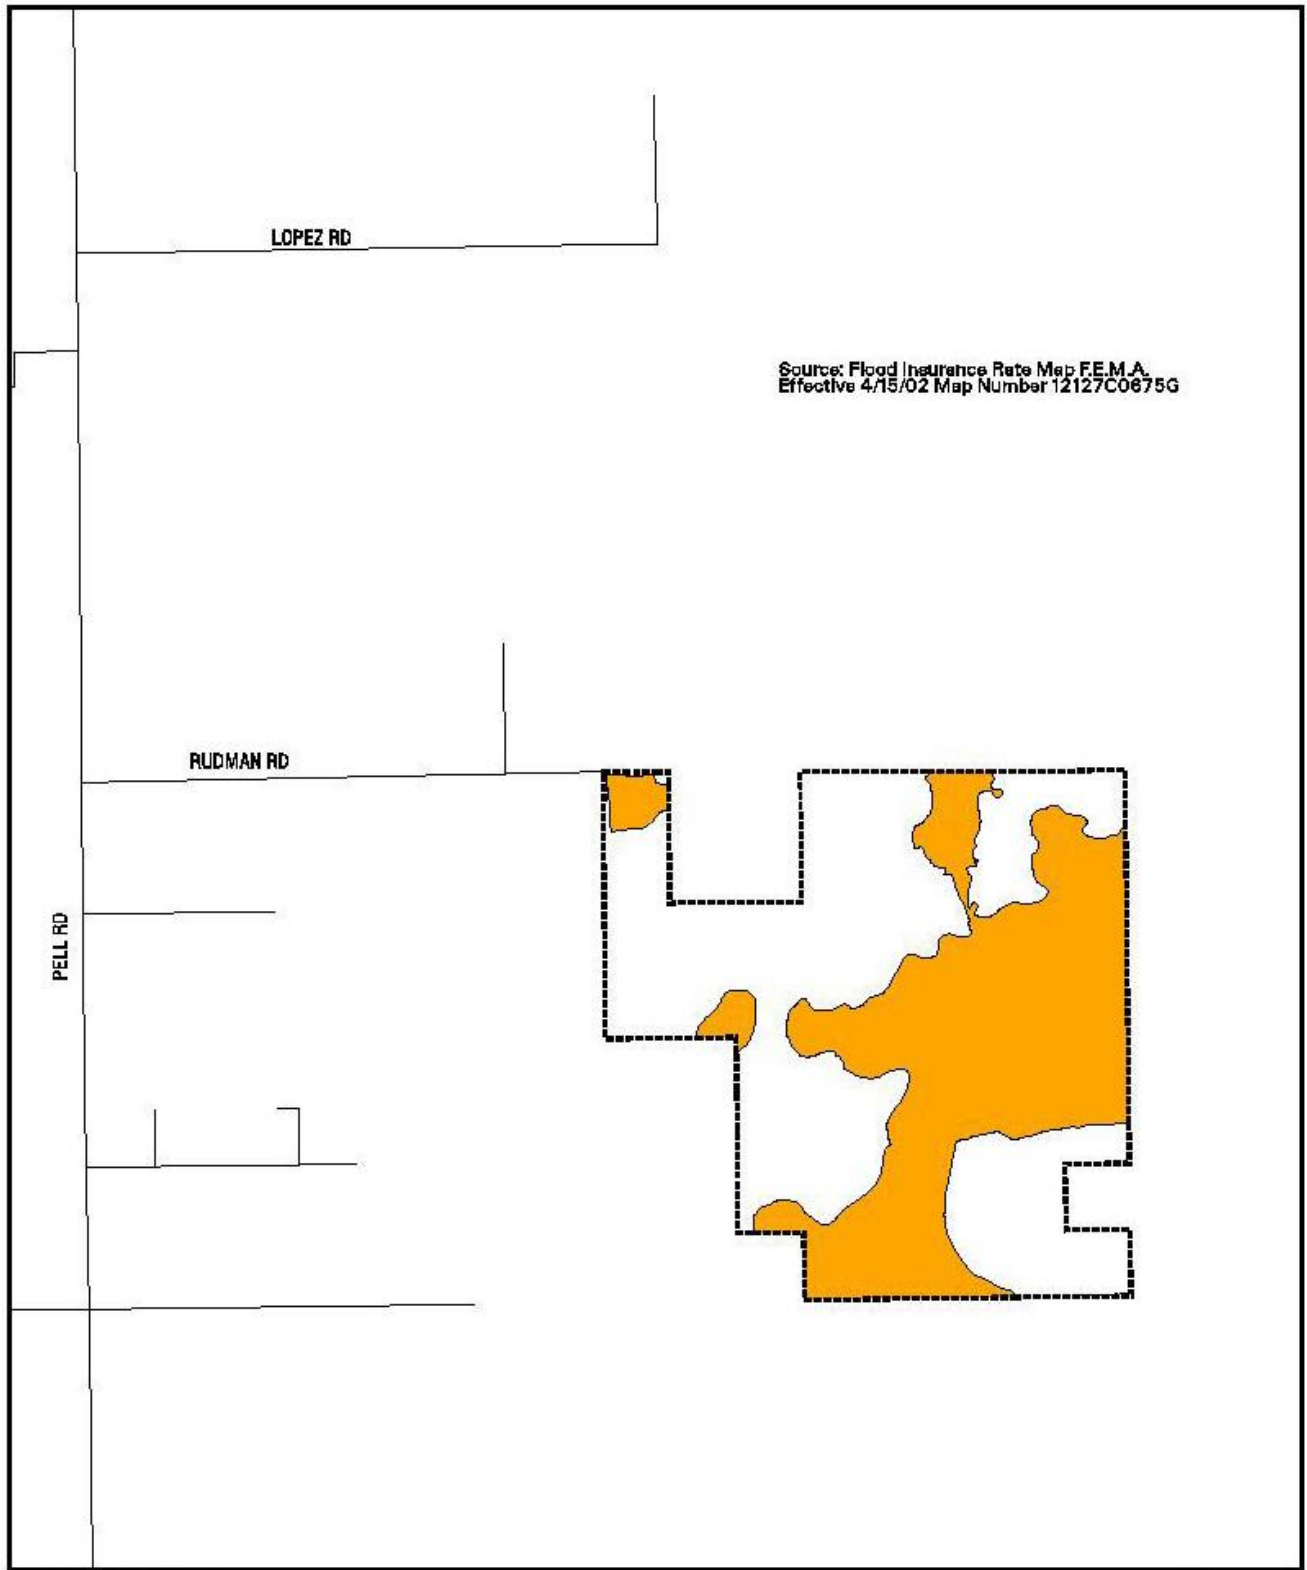 LOPEZ RD
Source: Flood Insurance Rate Map F.E.M.A.
Effective 4/15/02 Map Number 12127C0675G
RUDMAN RD
PELL RD